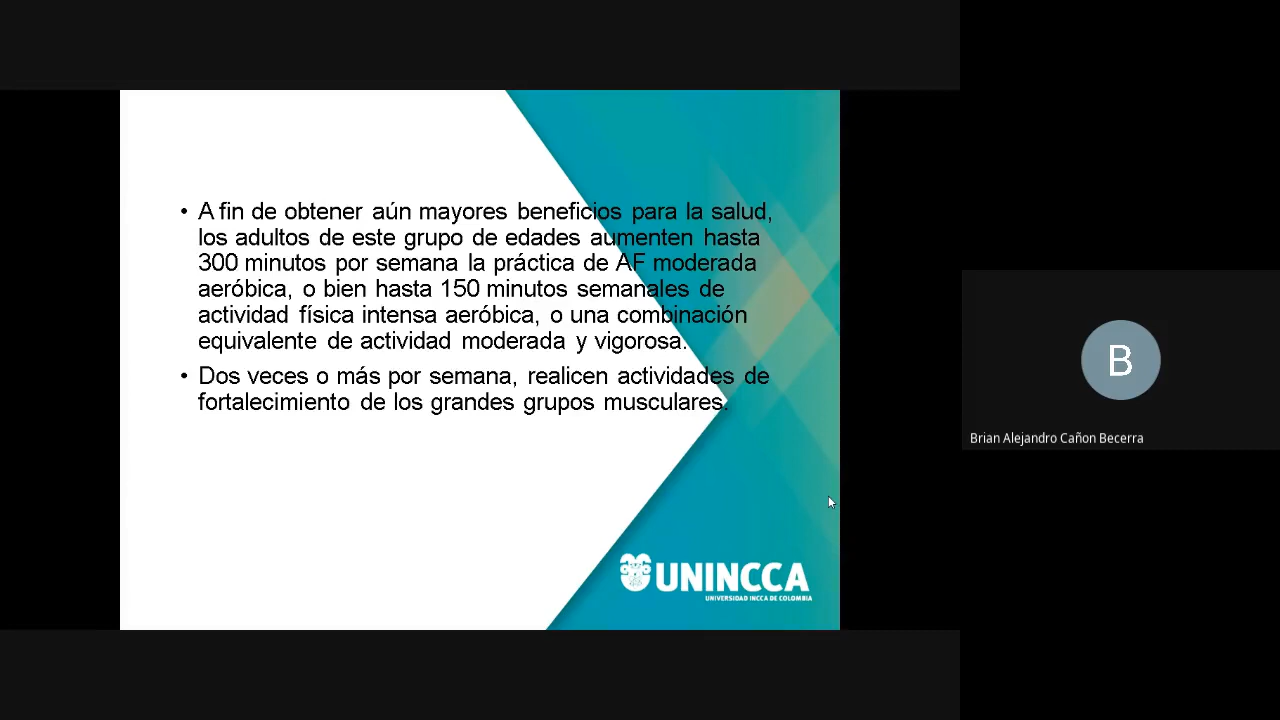 • A fin de obtener aún mayores beneficios para la salud,
los adultos de este grupo de edades aumenten hasta
300 minutos por semana la práctica de AF moderada
aeróbica, o bien hasta 150 minutos semanales de
actividad física intensa aeróbica, o una combinación
equivalente de actividad moderada y vigorosa.
• Dos veces o más por semana, realicen actividades de
fortalecimiento de los grandes grupos musculares.
UNINCCA
UNIVERSIDAD INCCA DE COLOMBIA
B
Brian Alejandro Cañon Becerra